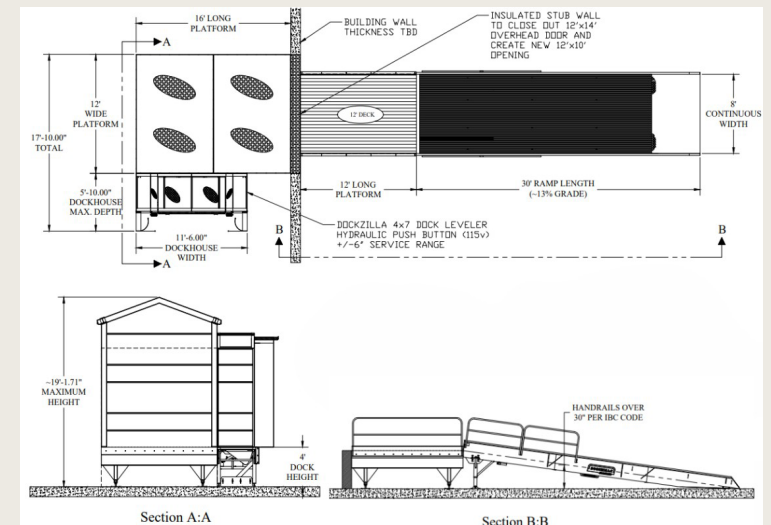 16' LONG
PLATFORM
A
BUILDING WALL
THICKNESS TBD
INSULATED STUB WALL
TO CLOSE OUT 12'x14'
OVERHEAD DOOR AND
CREATE NEW 12'x10'
OPENING
12'
WIDE
PLATFORM
17'-10.00"
TOTAL
12' DECK
8'
CONTINUOUS
WIDTH
5'-10.00"
DOCKHOUSE
MAX. DEPTH
12' LONG
PLATFORM
30' RAMP LENGTH
(~13% GRADE)
DOCKZILLA 4x7 DOCK LEVELER
HYDRAULIC PUSH BUTTON (115v)
+/-6" SERVICE RANGE
11'-6.00"
DOCKHOUSE
WIDTH
B
B
A
~19'-1.71"
MAXIMUM
HEIGHT
4'
DOCK
HEIGHT
HANDRAILS OVER
30" PER IBC CODE
Section A:A
Section B:B